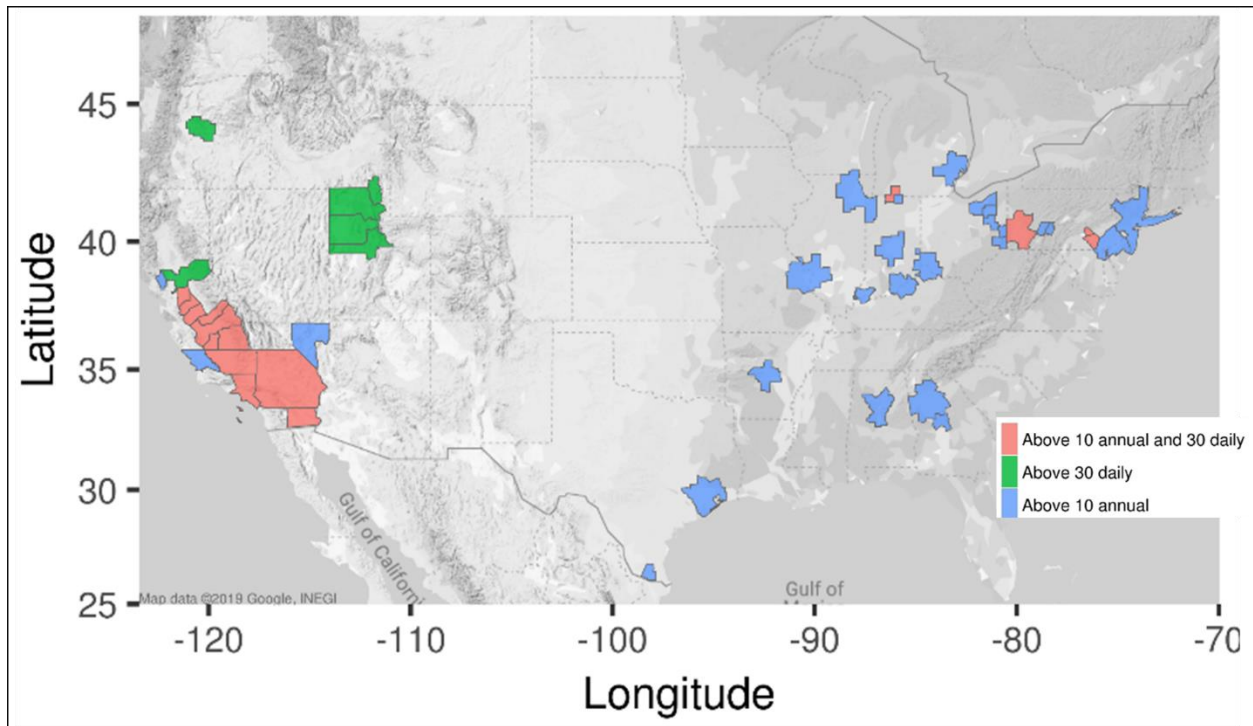 45
40
35
30
25
Latitude
-120
-110
-100
-90
-80
-70
Longitude
Above 10 annual and 30 daily
Above 30 daily
Above 10 annual
Gulf of Californi
Gulf of
Map data ©2019 Google, INEGI